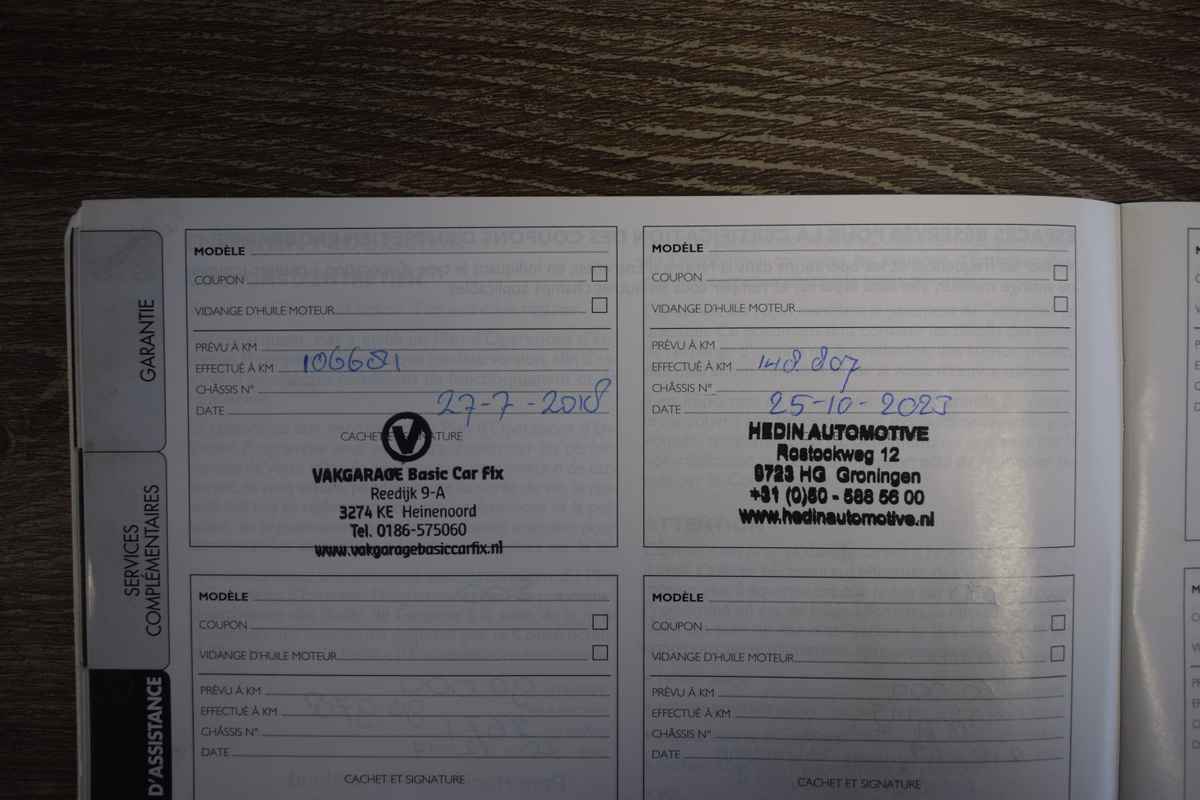 GARANTIE
SERVICES
COMPLÉMENTAIRES
D'ASSISTANCE
MODÈLE
COUPON
VIDANGE D'HUILE MOTEUR
PRÉVU À KM
EFFECTUÉ À KM 106681
CHÂSSIS N°
DATE 27-7-2018
CACHET ET SIGNATURE
V
VAKGARAGE Basic Car Fix
Reedijk 9-A
3274 KE Heinenoord
Tel. 0186-575060
www.vakgaragebasiccarfix.nl
MODÈLE
COUPON
VIDANGE D'HUILE MOTEUR
PRÉVU À KM
EFFECTUÉ À KM 148.807
CHÂSSIS N°
DATE 25-10-2023
HEDIN AUTOMOTIVE
Rostockweg 12
9723 HG Groningen
+31 (0)50 - 588 56 00
www.hedinautomotive.nl
MODÈLE
COUPON
VIDANGE D'HUILE MOTEUR
PRÉVU À KM
EFFECTUÉ À KM
CHÂSSIS N°
DATE
CACHET ET SIGNATURE
MODÈLE
COUPON
VIDANGE D'HUILE MOTEUR
PRÉVU À KM
EFFECTUÉ À KM
CHÂSSIS N°
DATE
CACHET ET SIGNATURE